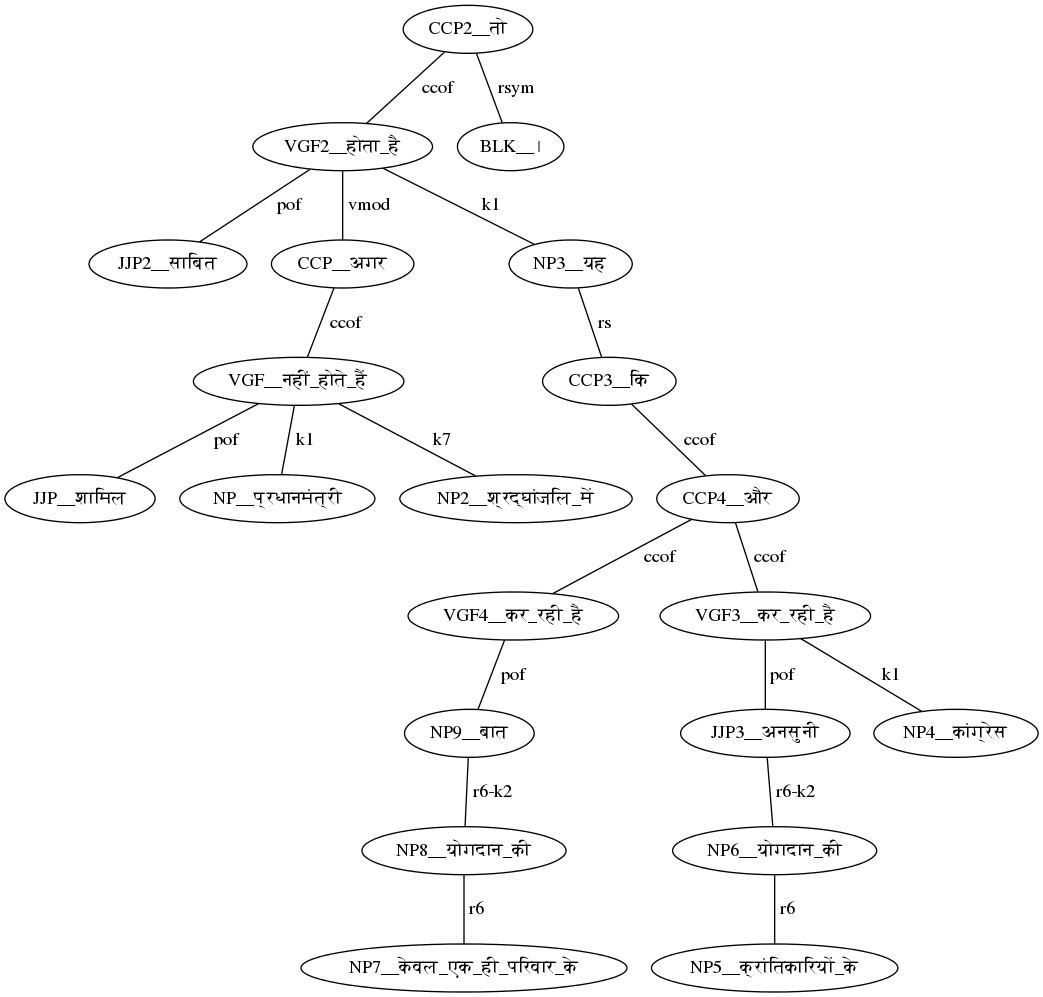 CCP2__तो
ccof
rsym
VGF2__होता_है
BLK__।
pof
vmod
k1
JJP2__साबित
CCP__अगर
NP3__यह
ccof
rs
VGF__नहीं_होते_हैं
CCP3__कि
pof
k1
k7
ccof
JJP__शामिल
NP__प्रधानमंत्री
NP2__श्रद्घांजलि_में
CCP4__और
ccof
ccof
VGF4__कर_रही_है
VGF3__कर_रही_है
pof
pof
k1
NP9__बात
JJP3__अनसुनी
NP4__कांग्रेस
r6-k2
r6-k2
NP8__योगदान_की
NP6__योगदान_की
r6
r6
NP7__केवल_एक_ही_परिवार_के
NP5__क्रांतिकारियों_के